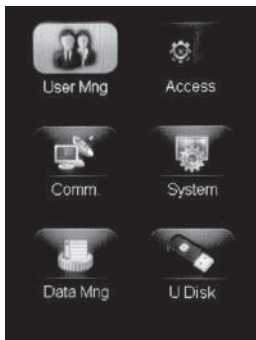 User Mng
Access
Comm.
System
Data Mng
U Disk